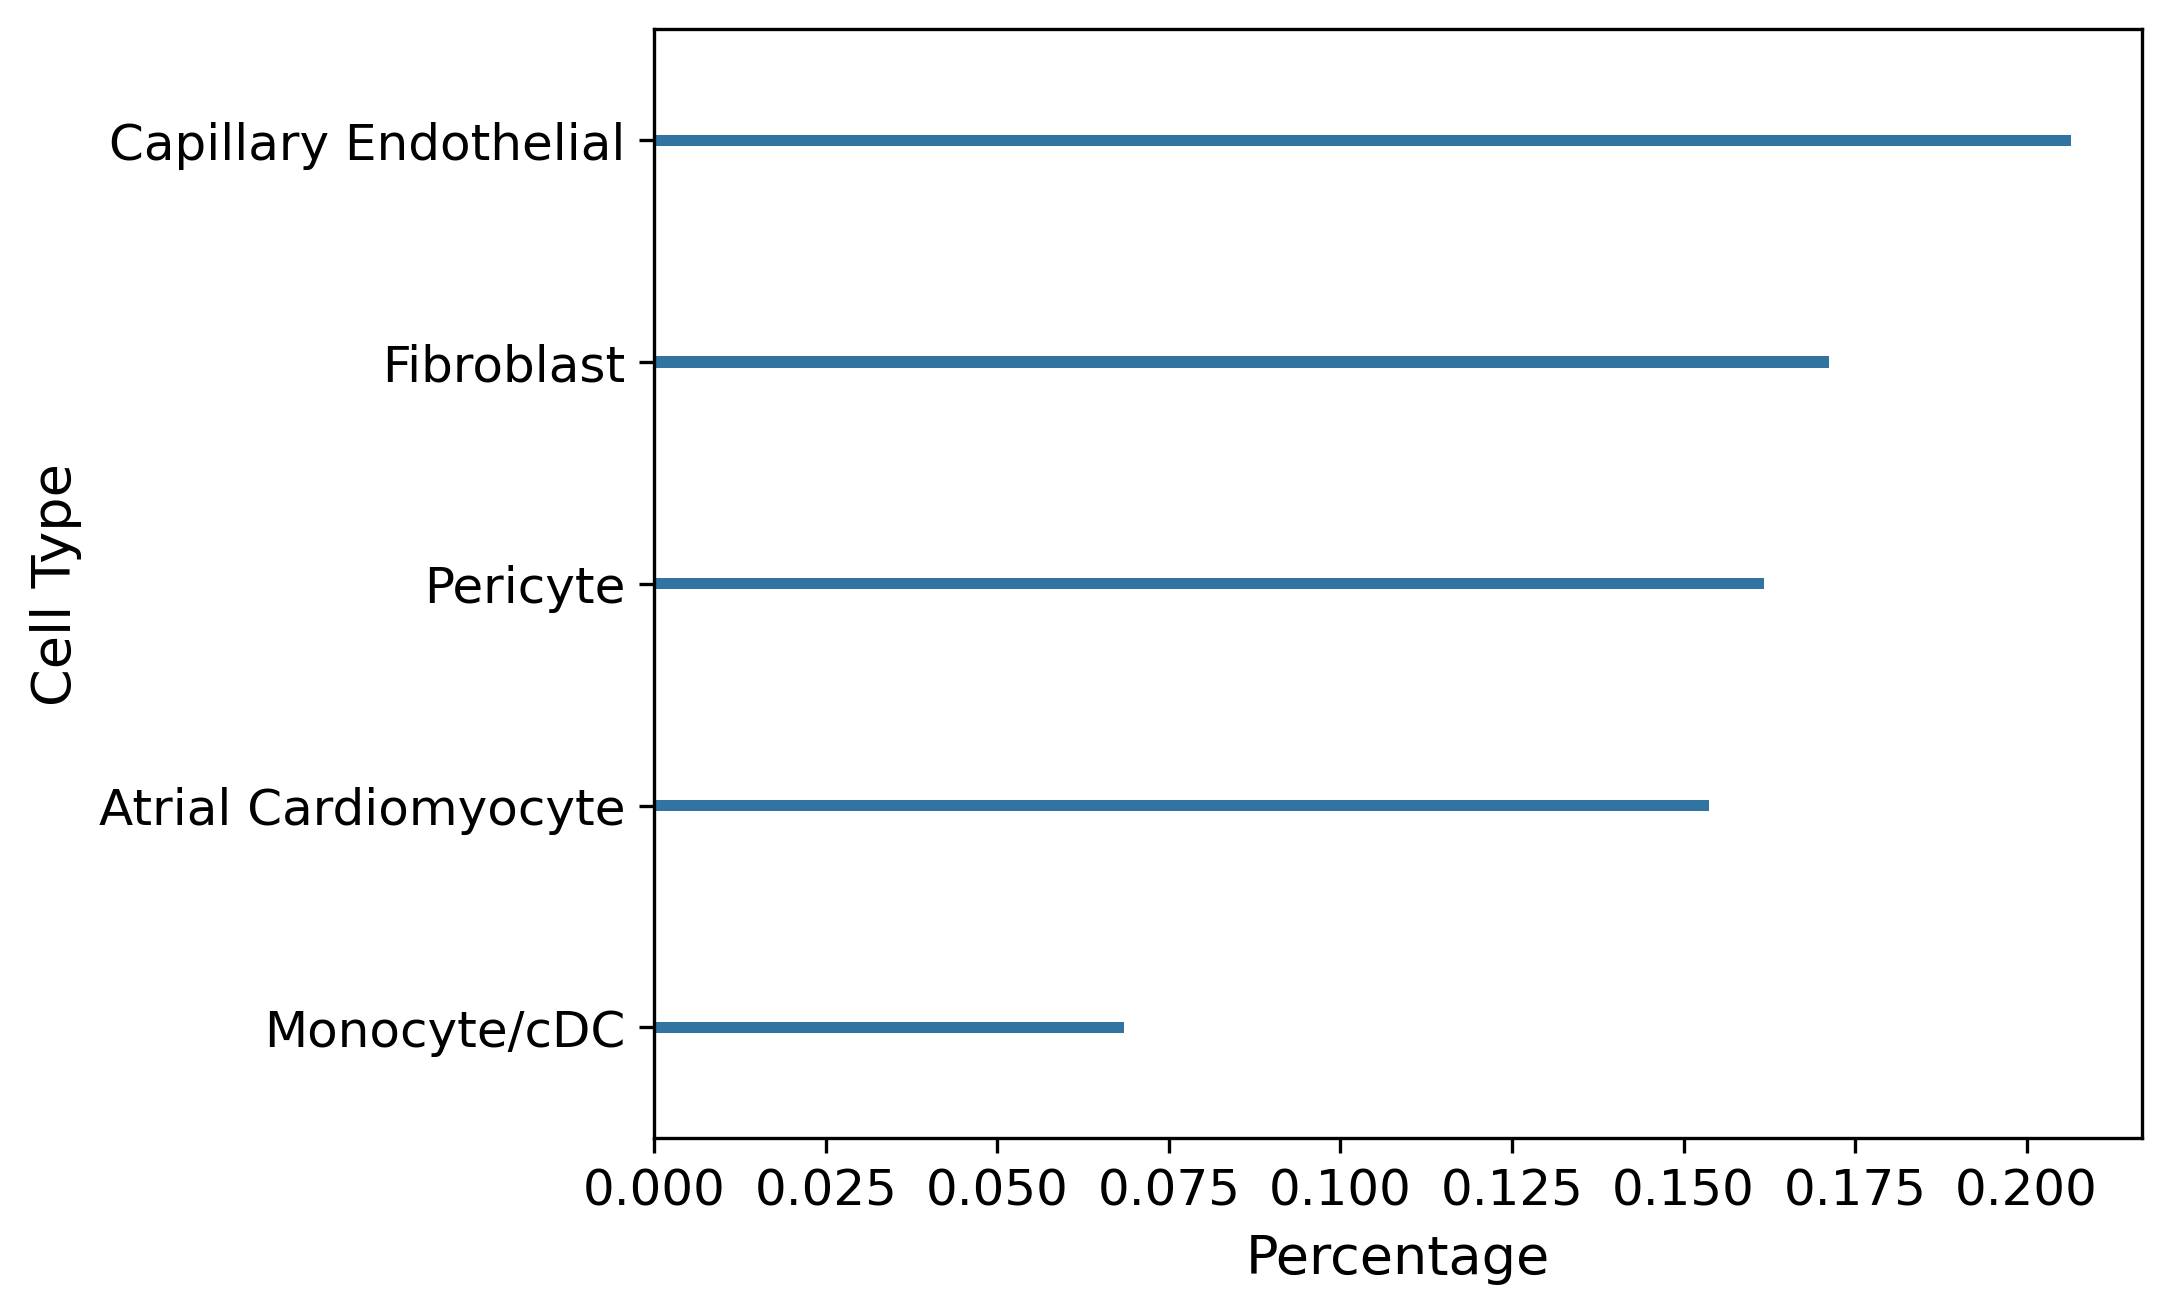 Capillary Endothelial
Fibroblast
Pericyte
Atrial Cardiomyocyte
Monocyte/cDC
Cell Type
0.000 0.025 0.050 0.075 0.100 0.125 0.150 0.175 0.200
Percentage